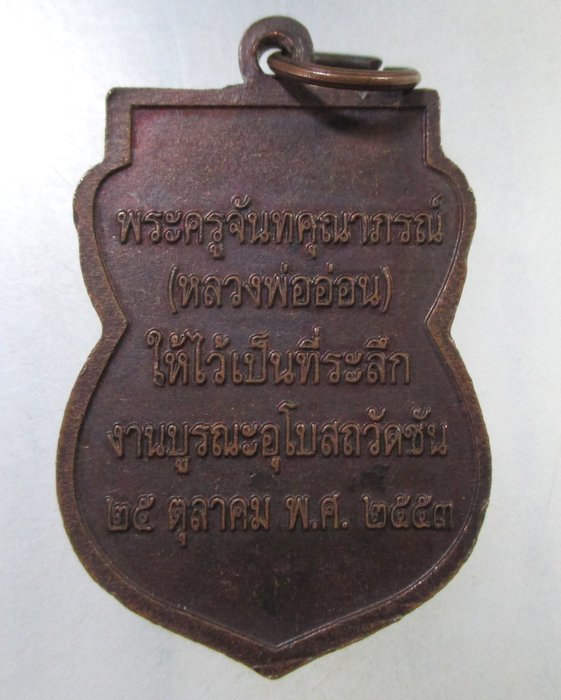 พระครูจันทคุณาภรณ์
(หลวงพ่ออ่อน)
ให้ไว้เป็นที่ระลึก
งานบูรณะอุโบสถวัดชัน
๒๕ ตุลาคม พ.ศ. ๒๕๕๓